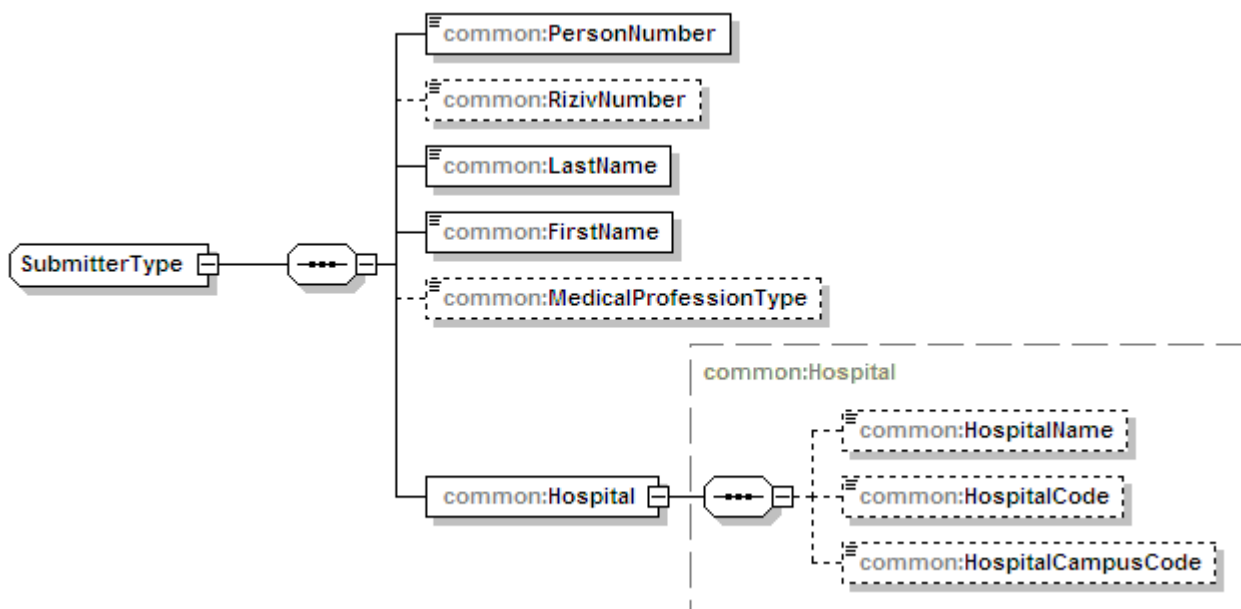 common:PersonNumber
common:RizivNumber
common:LastName
common:FirstName
SubmitterType
common:MedicalProfessionType
common:Hospital
common:HospitalName
common:Hospital
common:HospitalCode
common:HospitalCampusCode